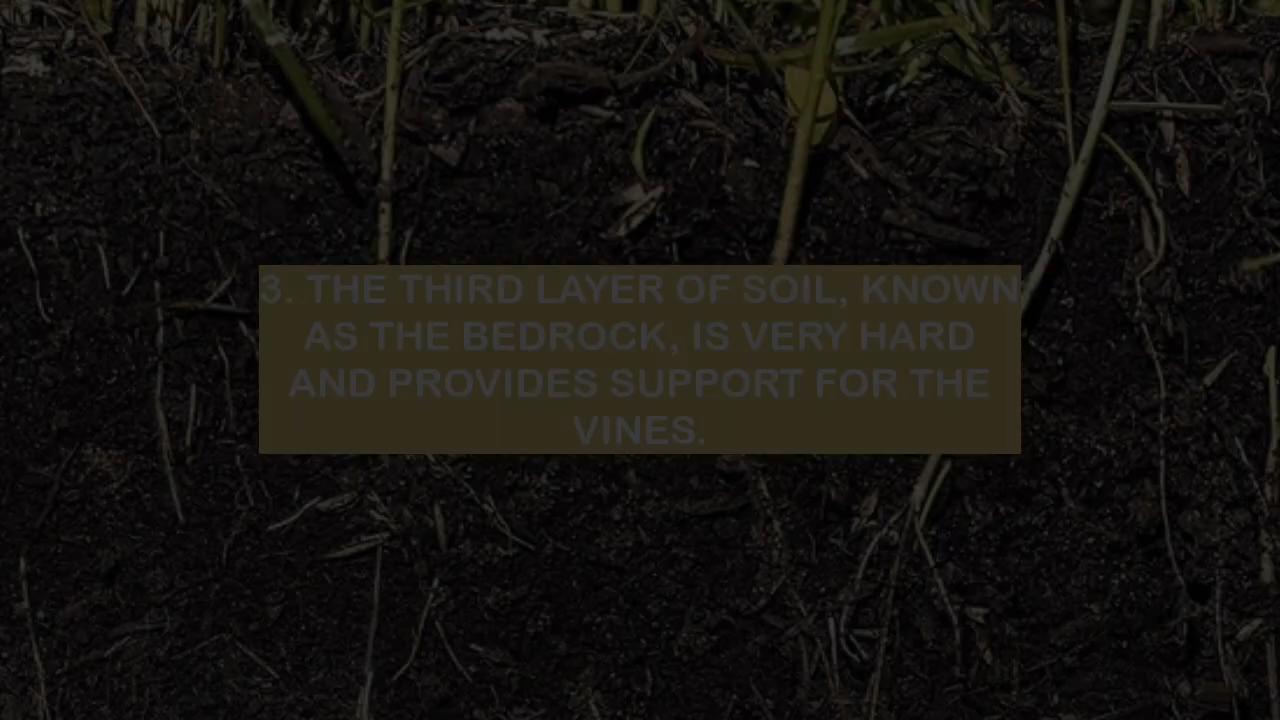 3. THE THIRD LAYER OF SOIL, KNOWN
AS THE BEDROCK, IS VERY HARD
AND PROVIDES SUPPORT FOR THE
VINES.